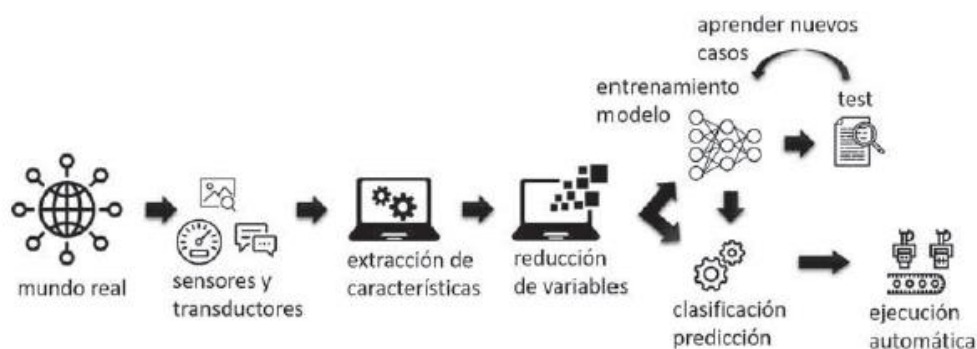 aprender nuevos
casos
entrenamiento
modelo
test
mundo real
sensores y
transductores
extracción de
características
reducción
de variables
clasificación
predicción
ejecución
automática